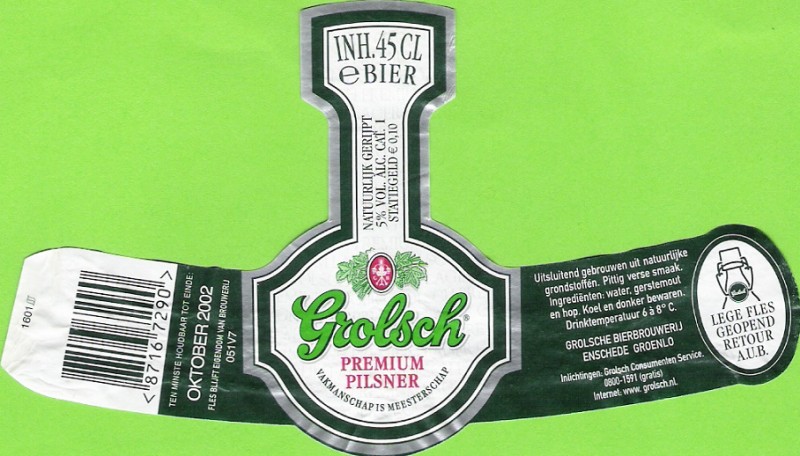 INH.45 CL
e BIER
NATUURLIJK GERIJPT
5% VOL. ALC. CAT. I
STATIEGELD € 0,10
Grolsch®
PREMIUM
PILSNER
VAKMANSCHAP IS MEESTERSCHAP
1601
<87167290>
TEN MINSTE HOUDBAAR TOT EINDE:
OKTOBER 2002
FLES BLIJFT EIGENDOM VAN BROUWERIJ
051V7
Uitsluitend gebrouwen uit natuurlijke
grondstoffen. Pittig verse smaak.
Ingrediënten: water, gerstemout
en hop. Koel en donker bewaren.
Drinktemperatuur 6 à 8° C.
GROLSCHE BIERBROUWERIJ
ENSCHEDE GROENLO
Inlichtingen: Grolsch Consumenten Service.
0800-1591 (gratis)
Internet: www.grolsch.nl.
LEGE FLES
GEOPEND
RETOUR
A.U.B.